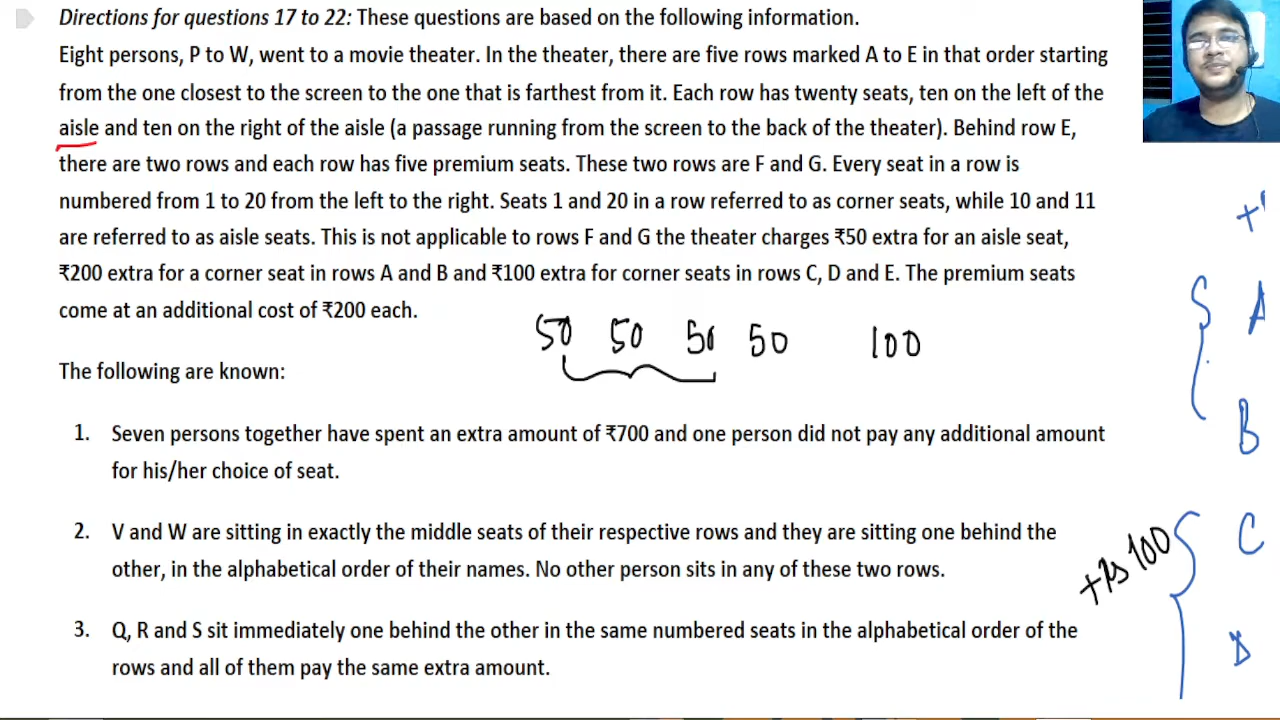 Directions for questions 17 to 22: These questions are based on the following information.
Eight persons, P to W, went to a movie theater. In the theater, there are five rows marked A to E in that order starting
from the one closest to the screen to the one that is farthest from it. Each row has twenty seats, ten on the left of the
aisle and ten on the right of the aisle (a passage running from the screen to the back of the theater). Behind row E,
there are two rows and each row has five premium seats. These two rows are F and G. Every seat in a row is
numbered from 1 to 20 from the left to the right. Seats 1 and 20 in a row referred to as corner seats, while 10 and 11
are referred to as aisle seats. This is not applicable to rows F and G the theater charges ₹50 extra for an aisle seat,
₹200 extra for a corner seat in rows A and B and ₹100 extra for corner seats in rows C, D and E. The premium seats
come at an additional cost of ₹200 each.
50 50 50 50 100
The following are known:
1. Seven persons together have spent an extra amount of ₹700 and one person did not pay any additional amount
for his/her choice of seat.
2. V and W are sitting in exactly the middle seats of their respective rows and they are sitting one behind the
other, in the alphabetical order of their names. No other person sits in any of these two rows.
3. Q, R and S sit immediately one behind the other in the same numbered seats in the alphabetical order of the
rows and all of them pay the same extra amount.
A
B
C
+Rs 100
D